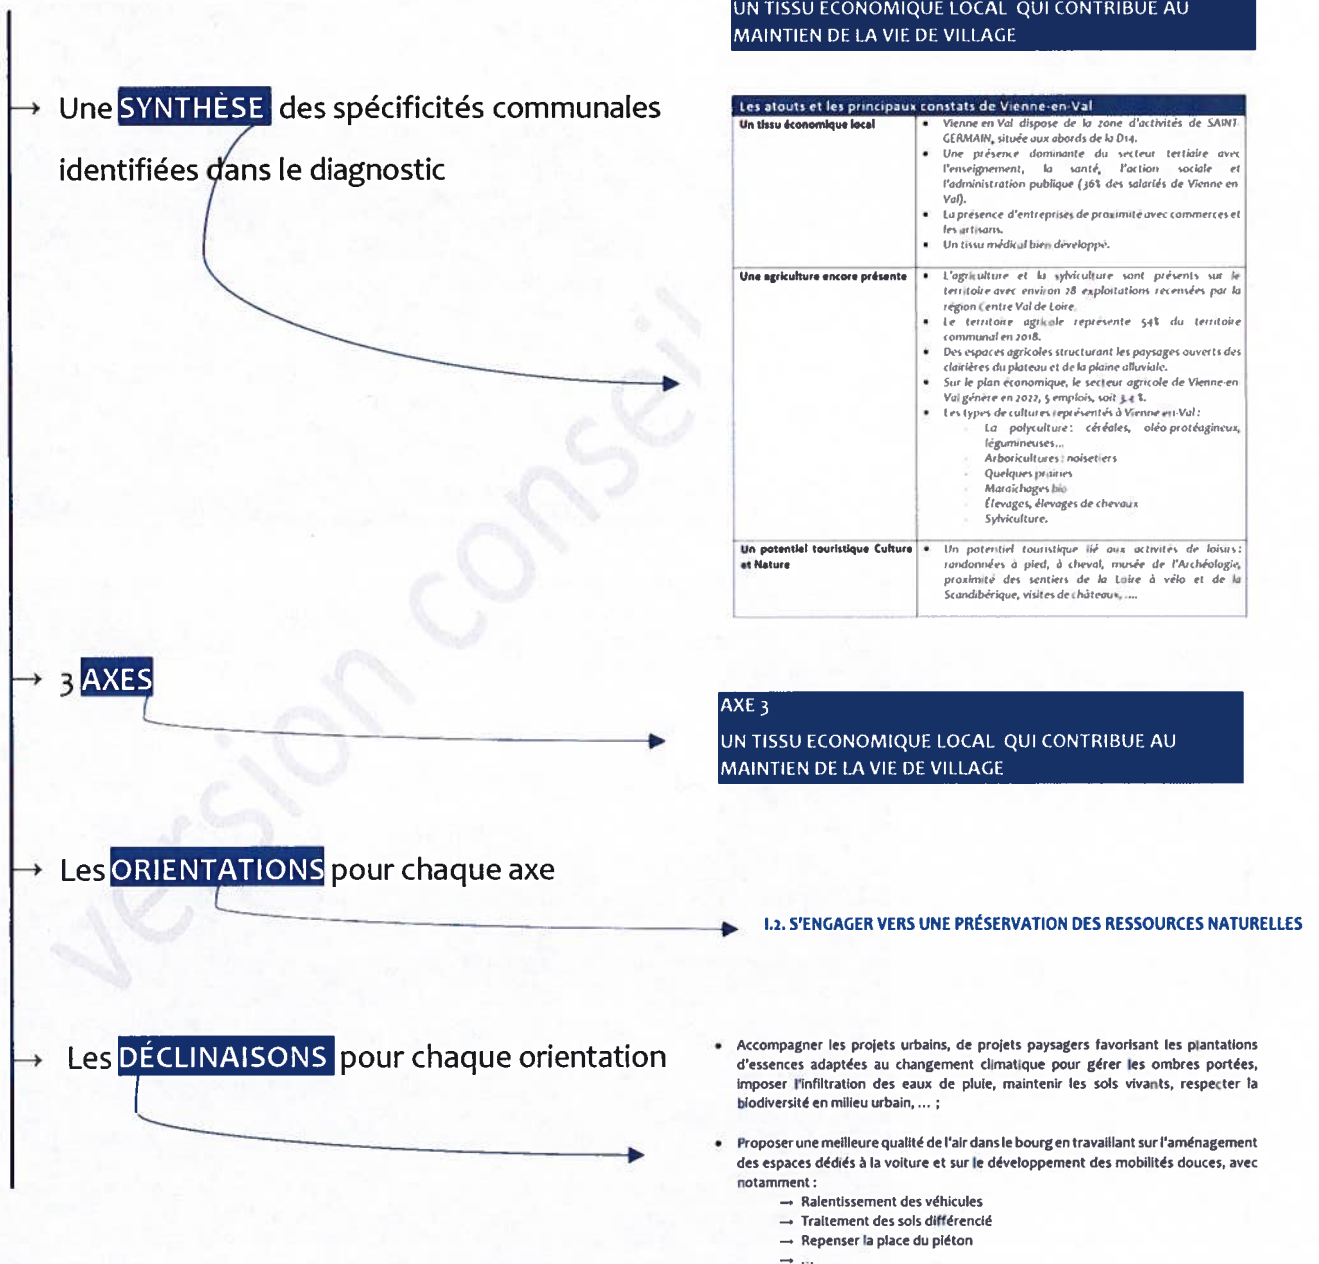 UN TISSU ECONOMIQUE LOCAL QUI CONTRIBUE AU
MAINTIEN DE LA VIE DE VILLAGE
→ Une SYNTHÈSE des spécificités communales
identifiées dans le diagnostic
Les atouts et les principaux constats de Vienne-en-Val
Un tissu économique local
• Vienne en Val dispose de la zone d'activités de SAINT-
GERMAIN, située aux abords de la D14.
• Une présence dominante du secteur tertiaire avec
l'enseignement, la santé, l'action sociale et
l'administration publique (36% des salariés de Vienne en
Val).
• La présence d'entreprises de proximité avec commerces et
les artisans.
• Un tissu médical bien développé.
Une agriculture encore présente
• L'agriculture et la sylviculture sont présents sur le
territoire avec environ 28 exploitations recensées par la
région Centre Val de Loire.
• Le territoire agricole représente 54% du territoire
communal en 2018.
• Des espaces agricoles structurant les paysages ouverts des
clairières du plateau et de la plaine alluviale.
• Sur le plan économique, le secteur agricole de Vienne-en
Val génère en 2022, 5 emplois, soit 3,4 %.
• Les types de cultures représentés à Vienne-en-Val :
- La polyculture : céréales, oléo protéagineux,
légumineuses...
- Arboricultures : noisetiers
- Quelques prairies
- Maraîchages bio
- Élevages, élevages de chevaux
- Sylviculture.
Un potentiel touristique Culture
et Nature
• Un potentiel touristique lié aux activités de loisirs :
randonnées à pied, à cheval, musée de l'Archéologie,
proximité des sentiers de la Loire à vélo et de la
Scandibérique, visites de châteaux, ....
→ 3 AXES
AXE 3
UN TISSU ECONOMIQUE LOCAL QUI CONTRIBUE AU
MAINTIEN DE LA VIE DE VILLAGE
→ Les ORIENTATIONS pour chaque axe
I.2. S'ENGAGER VERS UNE PRÉSERVATION DES RESSOURCES NATURELLES
→ Les DÉCLINAISONS pour chaque orientation
• Accompagner les projets urbains, de projets paysagers favorisant les plantations
d'essences adaptées au changement climatique pour gérer les ombres portées,
imposer l'infiltration des eaux de pluie, maintenir les sols vivants, respecter la
biodiversité en milieu urbain, ... ;
• Proposer une meilleure qualité de l'air dans le bourg en travaillant sur l'aménagement
des espaces dédiés à la voiture et sur le développement des mobilités douces, avec
notamment :
→ Ralentissement des véhicules
→ Traitement des sols différencié
→ Repenser la place du piéton
→ ...
version conseil